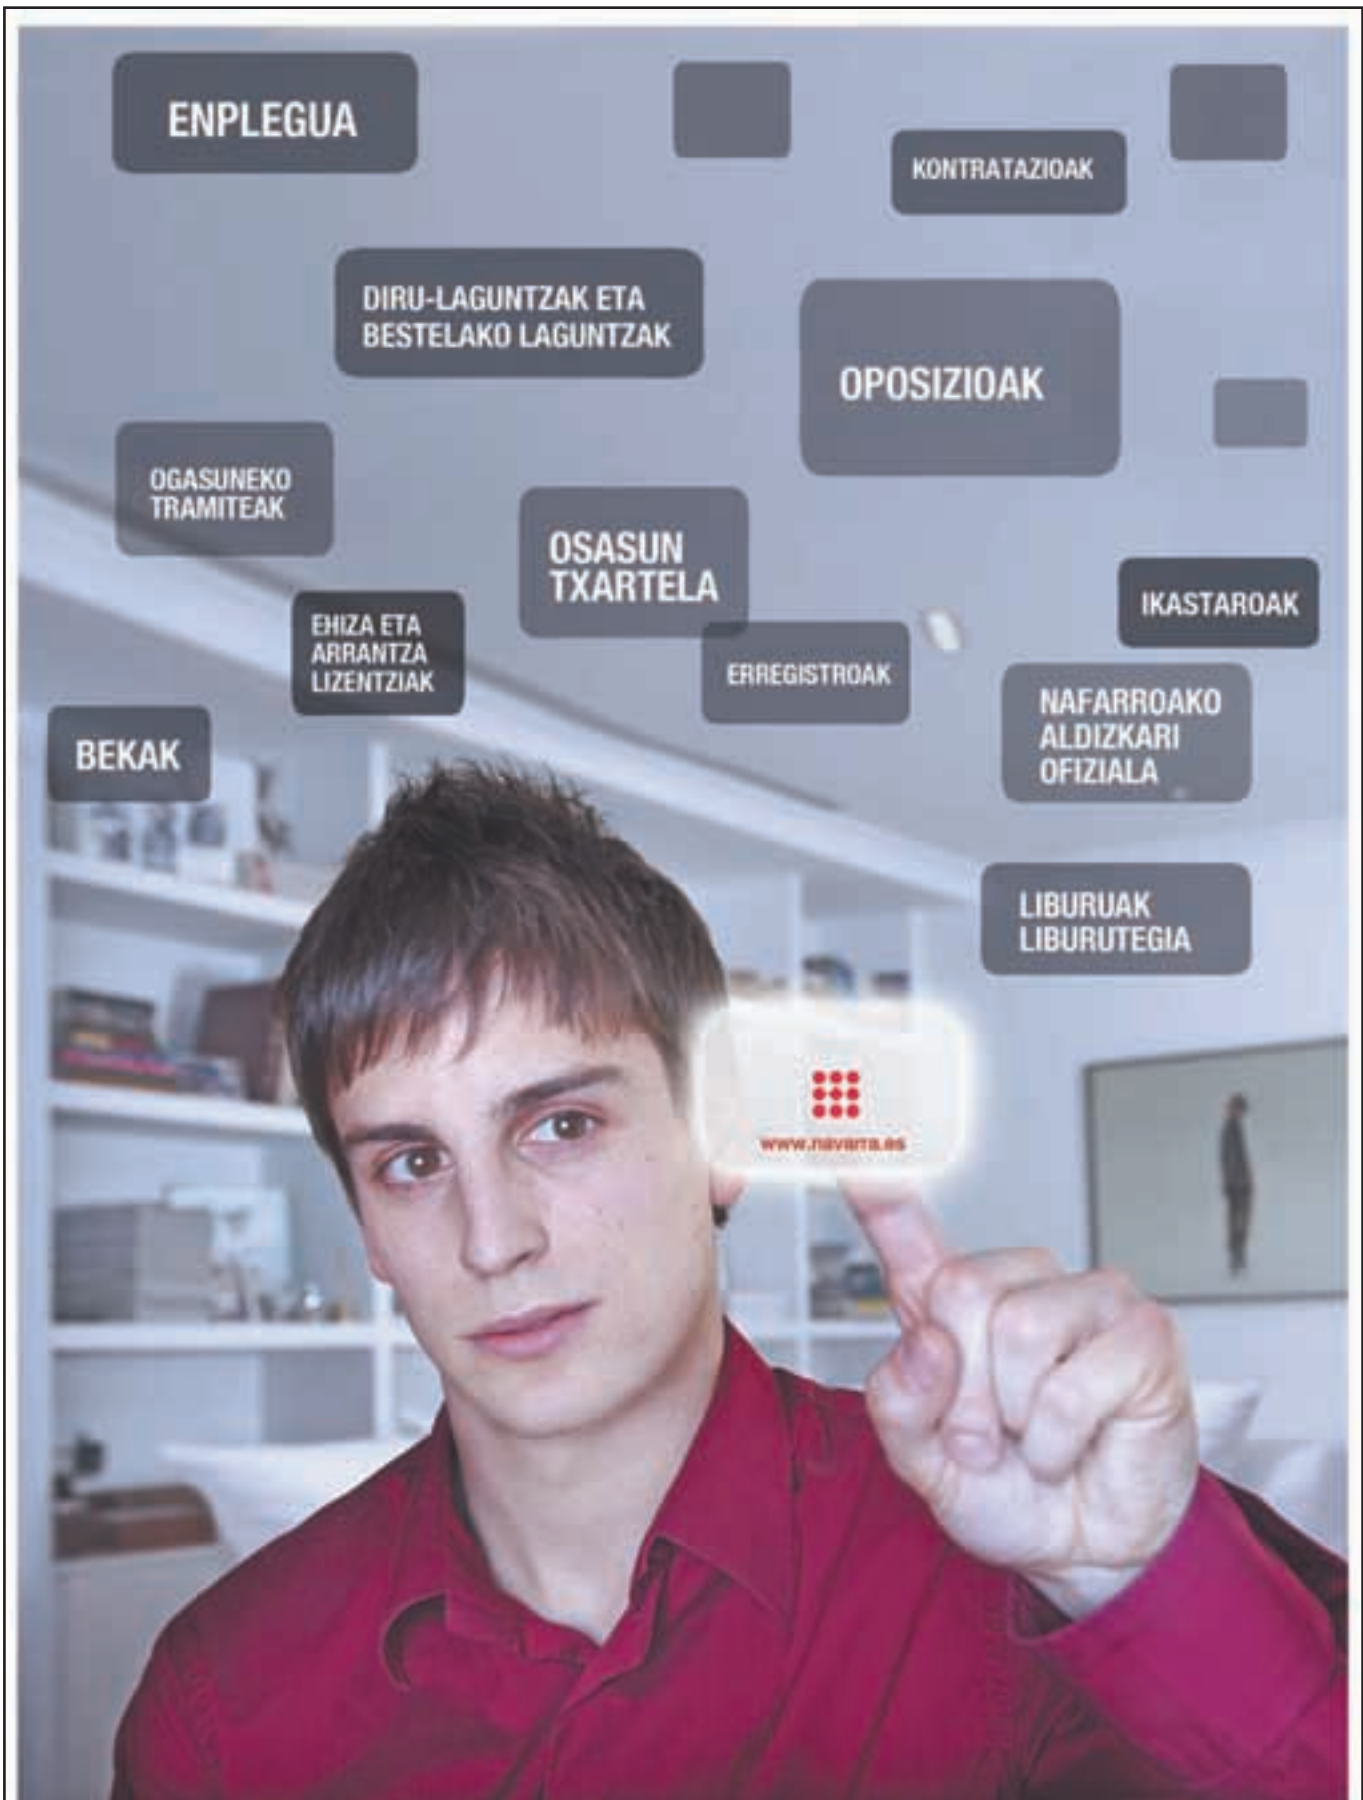 ENPLEGUA
KONTRATAZIOAK
DIRU-LAGUNTZAK ETA
BESTELAKO LAGUNTZAK
OPOSIZIOAK
OGASUNEKO
TRAMITEAK
OSASUN
TXARTELA
IKASTAROAK
EHIZA ETA
ARRANTZA
LIZENTZIAK
ERREGISTROAK
NAFARROAKO
ALDIZKARI
OFIZIALA
BEKAK
LIBURUAK
LIBURUTEGIA
www.navarra.es